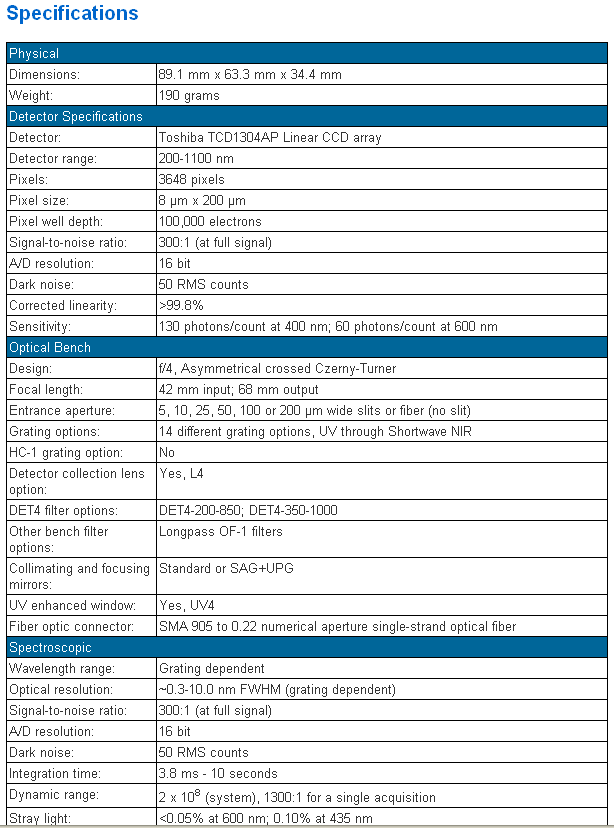 Specifications
Physical
Dimensions: 89.1 mm x 63.3 mm x 34.4 mm
Weight: 190 grams
Detector Specifications
Detector: Toshiba TCD1304AP Linear CCD array
Detector range: 200-1100 nm
Pixels: 3648 pixels
Pixel size: 8 µm x 200 µm
Pixel well depth: 100,000 electrons
Signal-to-noise ratio: 300:1 (at full signal)
A/D resolution: 16 bit
Dark noise: 50 RMS counts
Corrected linearity: >99.8%
Sensitivity: 130 photons/count at 400 nm; 60 photons/count at 600 nm
Optical Bench
Design: f/4, Asymmetrical crossed Czerny-Turner
Focal length: 42 mm input; 68 mm output
Entrance aperture: 5, 10, 25, 50, 100 or 200 µm wide slits or fiber (no slit)
Grating options: 14 different grating options, UV through Shortwave NIR
HC-1 grating option: No
Detector collection lens Yes, L4
option:
DET4 filter options: DET4-200-850; DET4-350-1000
Other bench filter Longpass OF-1 filters
options:
Collimating and focusing Standard or SAG+UPG
mirrors:
UV enhanced window: Yes, UV4
Fiber optic connector: SMA 905 to 0.22 numerical aperture single-strand optical fiber
Spectroscopic
Wavelength range: Grating dependent
Optical resolution: ~0.3-10.0 nm FWHM (grating dependent)
Signal-to-noise ratio: 300:1 (at full signal)
A/D resolution: 16 bit
Dark noise: 50 RMS counts
Integration time: 3.8 ms - 10 seconds
Dynamic range: 2 x 10⁸ (system), 1300:1 for a single acquisition
Stray light: <0.05% at 600 nm; 0.10% at 435 nm